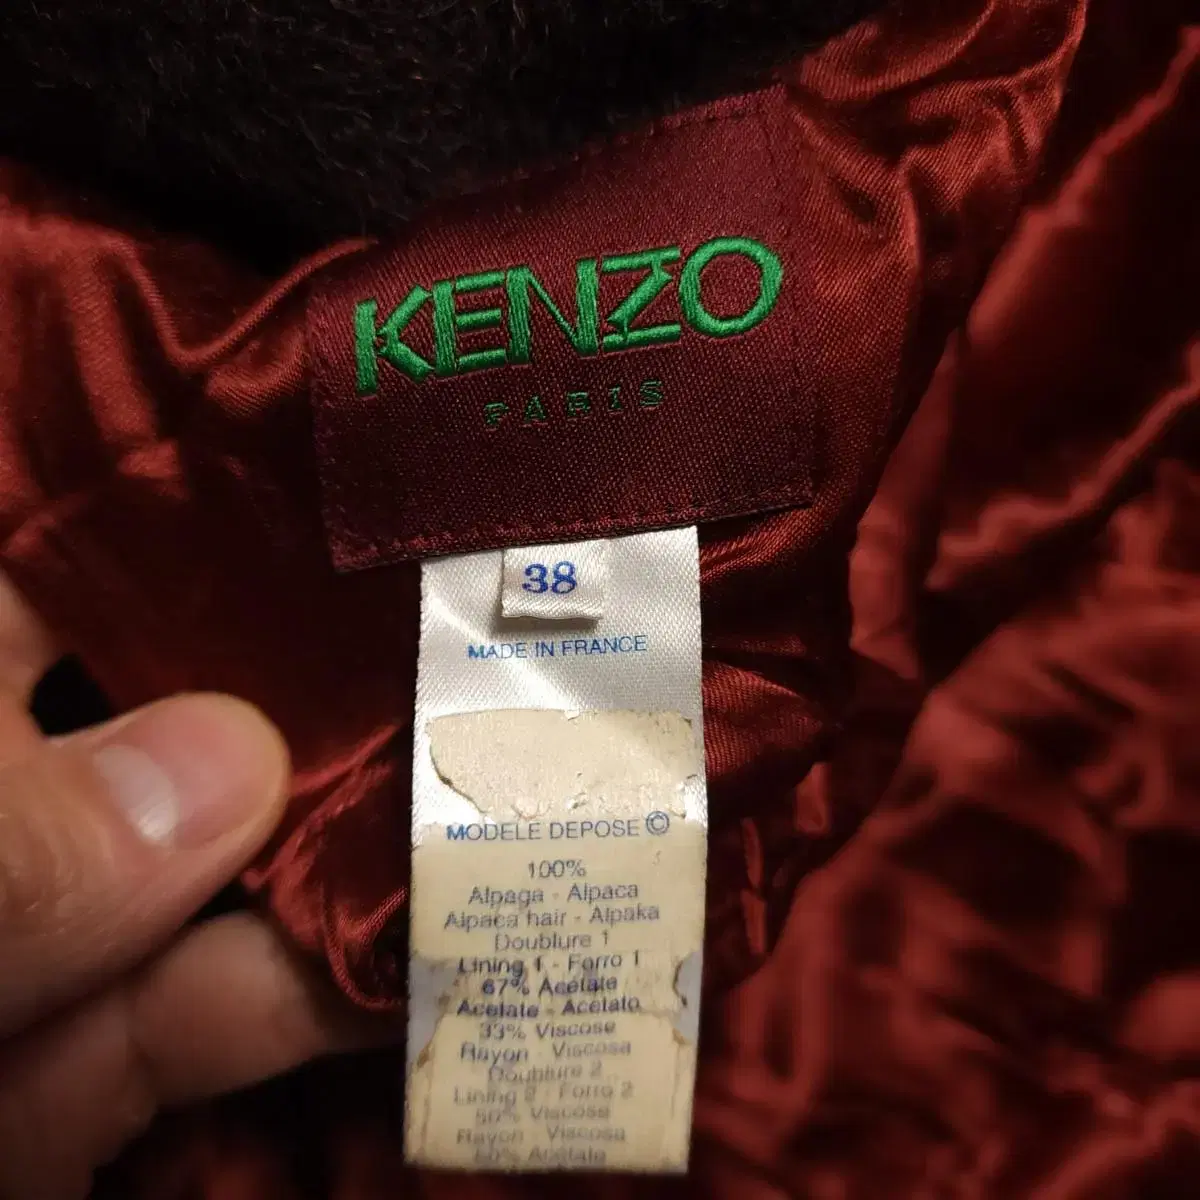 KENZO
PARIS
38
MADE IN FRANCE
MODELE DEPOSE ©
100%
Alpaga - Alpaca
Alpaca hair - Alpaka
Doublure 1
Lining 1 - Forro 1
67% Acétate
Acetate - Acetato
33% Viscose
Rayon - Viscosa
Doublure 2
Lining 2 - Forro 2
50% Viscose
Rayon - Viscosa
50% Acétate